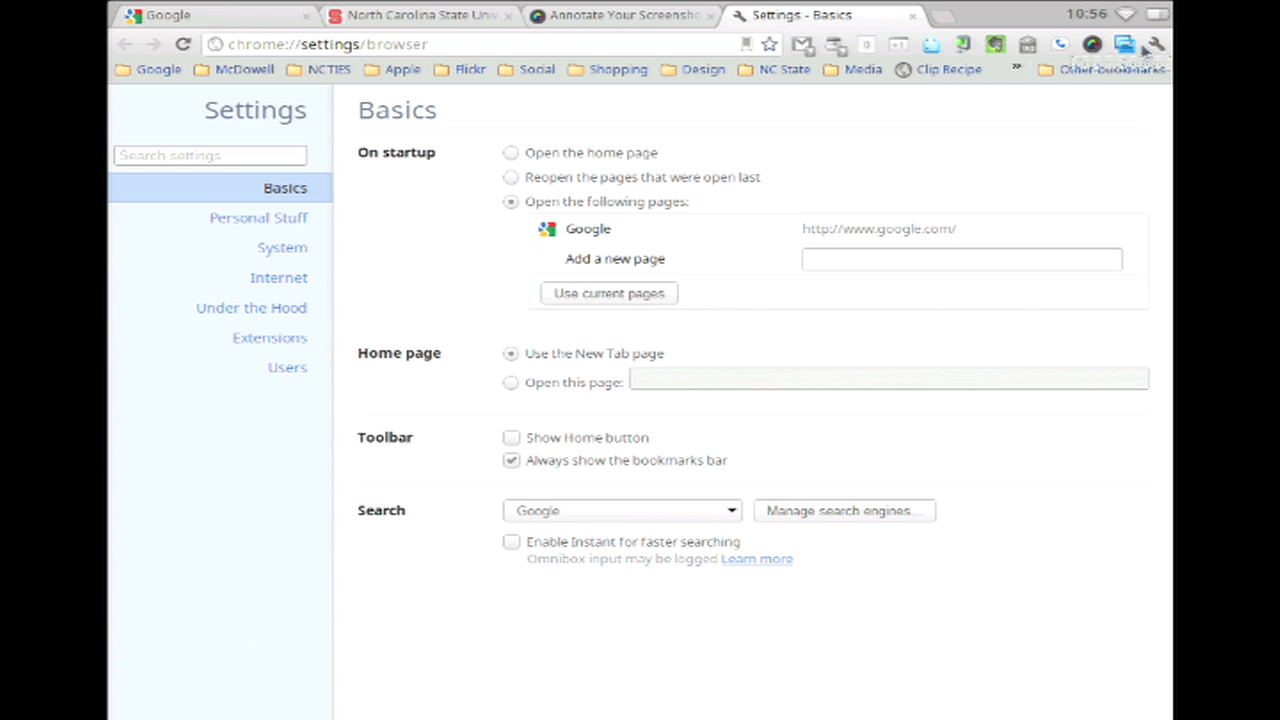 Google
North Carolina State Univ
Annotate Your Screensho
Settings - Basics
10:56
chrome://settings/browser
Google
McDowell
NCTIES
Apple
Flickr
Social
Shopping
Design
NC State
Media
Clip Recipe
»
Other bookmarks
Settings
Search settings
Basics
Personal Stuff
System
Internet
Under the Hood
Extensions
Users
Basics
On startup
Open the home page
Reopen the pages that were open last
Open the following pages:
Google http://www.google.com/
Add a new page
Use current pages
Home page
Use the New Tab page
Open this page:
Toolbar
Show Home button
Always show the bookmarks bar
Search
Google
Manage search engines...
Enable Instant for faster searching
Omnibox input may be logged Learn more